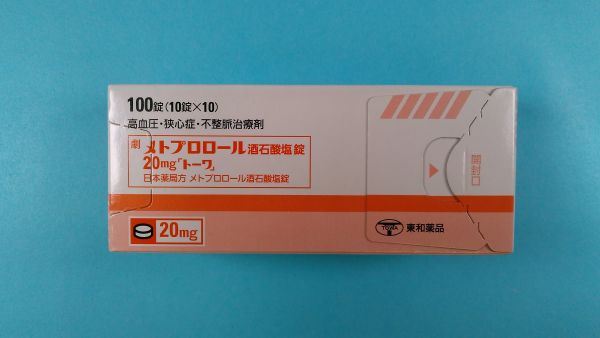 100錠(10錠×10)
高血圧・狭心症・不整脈治療剤
劇 メトプロロール酒石酸塩錠
20mg「トーワ」
日本薬局方 メトプロロール酒石酸塩錠
開封口
20mg
TOWA 東和薬品